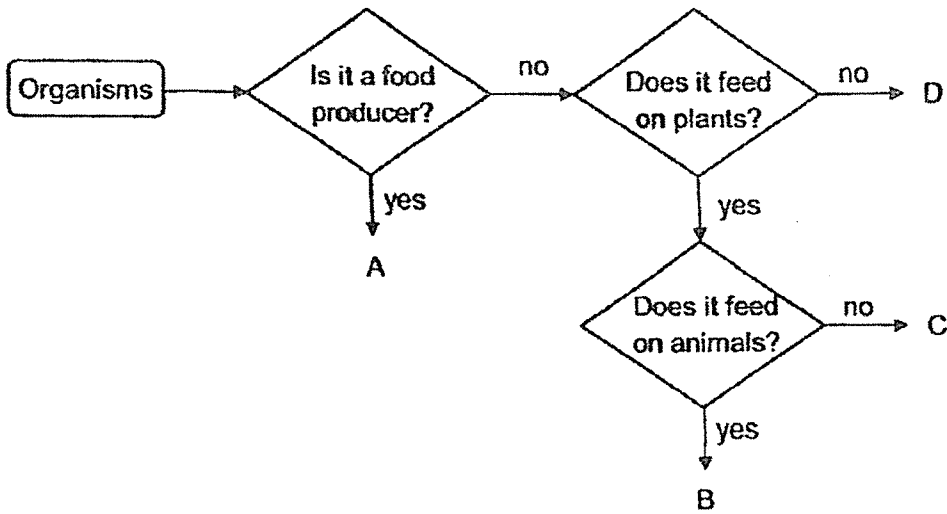 Organisms
Is it a food
producer?
no
Does it feed
on plants?
no
D
yes
A
yes
Does it feed
on animals?
no
C
yes
B